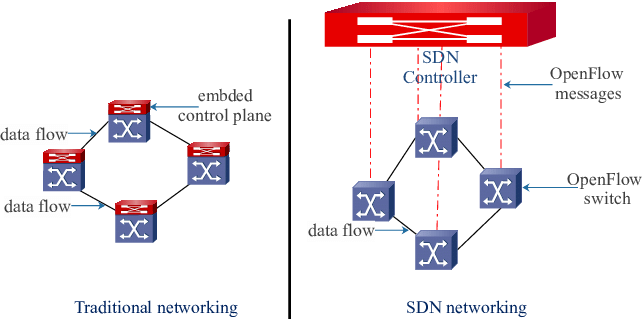 embded
control plane
data flow
data flow
Traditional networking
SDN
Controller
OpenFlow
messages
OpenFlow
switch
data flow
SDN networking